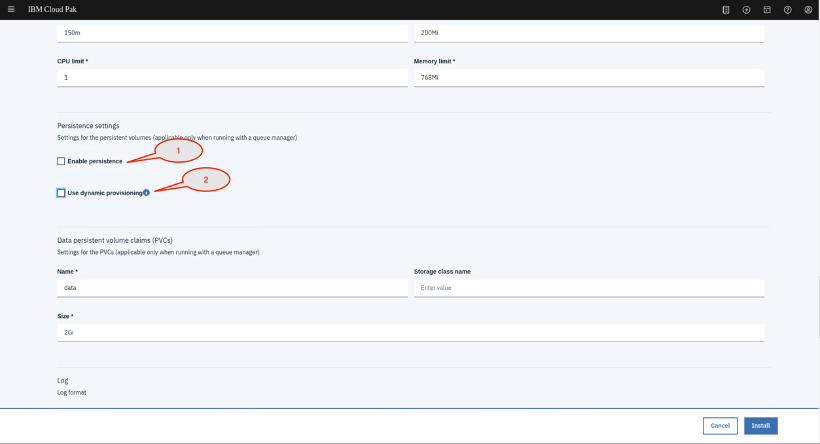 IBM Cloud Pak
150m
200Mi
CPU limit *
Memory limit *
1
768Mi
Persistence settings
Settings for the persistent volumes (applicable only when running with a queue manager)
1
Enable persistence
2
Use dynamic provisioning
Data persistent volume claims (PVCs)
Settings for the PVCs (applicable only when running with a queue manager)
Name *
Storage class name
data
Enter value
Size *
2Gi
Log
Log format
Cancel
Install